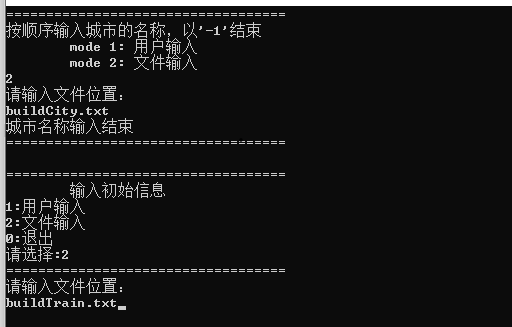 ===================================
按顺序输入城市的名称，以'-1'结束
mode 1: 用户输入
mode 2: 文件输入
2
请输入文件位置：
buildCity.txt
城市名称输入结束
===================================
===================================
输入初始信息
1:用户输入
2:文件输入
0:退出
请选择:2
===================================
请输入文件位置：
buildTrain.txt